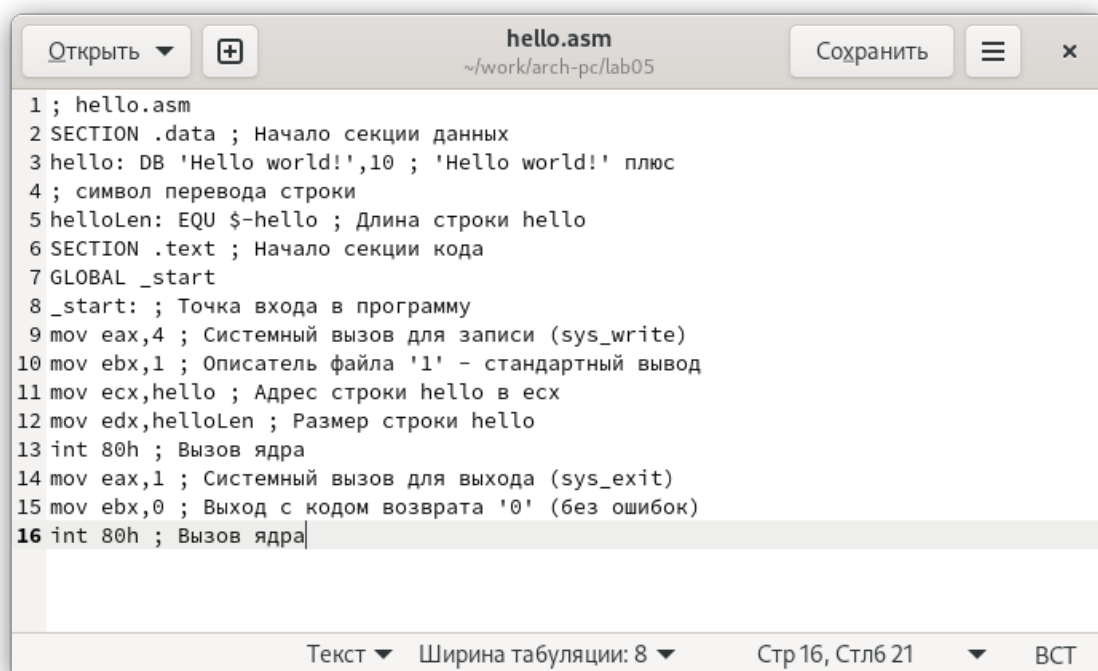 Открыть
hello.asm
~/work/arch-pc/lab05
Сохранить
1 ; hello.asm
2 SECTION .data ; Начало секции данных
3 hello: DB 'Hello world!',10 ; 'Hello world!' плюс
4 ; символ перевода строки
5 helloLen: EQU $-hello ; Длина строки hello
6 SECTION .text ; Начало секции кода
7 GLOBAL _start
8 _start: ; Точка входа в программу
9 mov eax,4 ; Системный вызов для записи (sys_write)
10 mov ebx,1 ; Описатель файла '1' - стандартный вывод
11 mov ecx,hello ; Адрес строки hello в ecx
12 mov edx,helloLen ; Размер строки hello
13 int 80h ; Вызов ядра
14 mov eax,1 ; Системный вызов для выхода (sys_exit)
15 mov ebx,0 ; Выход с кодом возврата '0' (без ошибок)
16 int 80h ; Вызов ядра
Текст Ширина табуляции: 8 Стр 16, Стлб 21 ВСТ